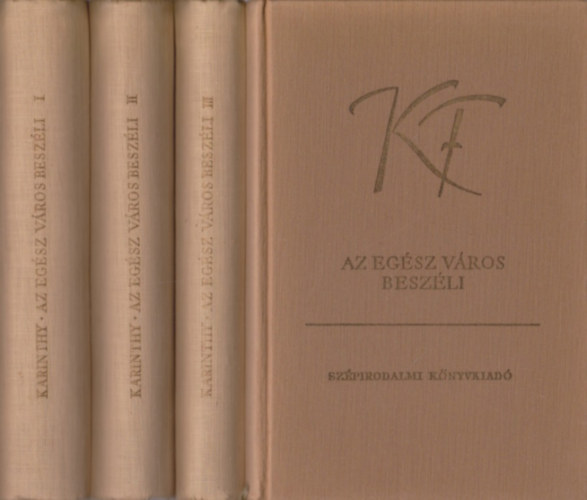 KARINTHY · AZ EGÉSZ VÁROS BESZÉLI I
KARINTHY · AZ EGÉSZ VÁROS BESZÉLI II
KARINTHY · AZ EGÉSZ VÁROS BESZÉLI III
KF
AZ EGÉSZ VÁROS
BESZÉLI
SZÉPIRODALMI KÖNYVKIADÓ